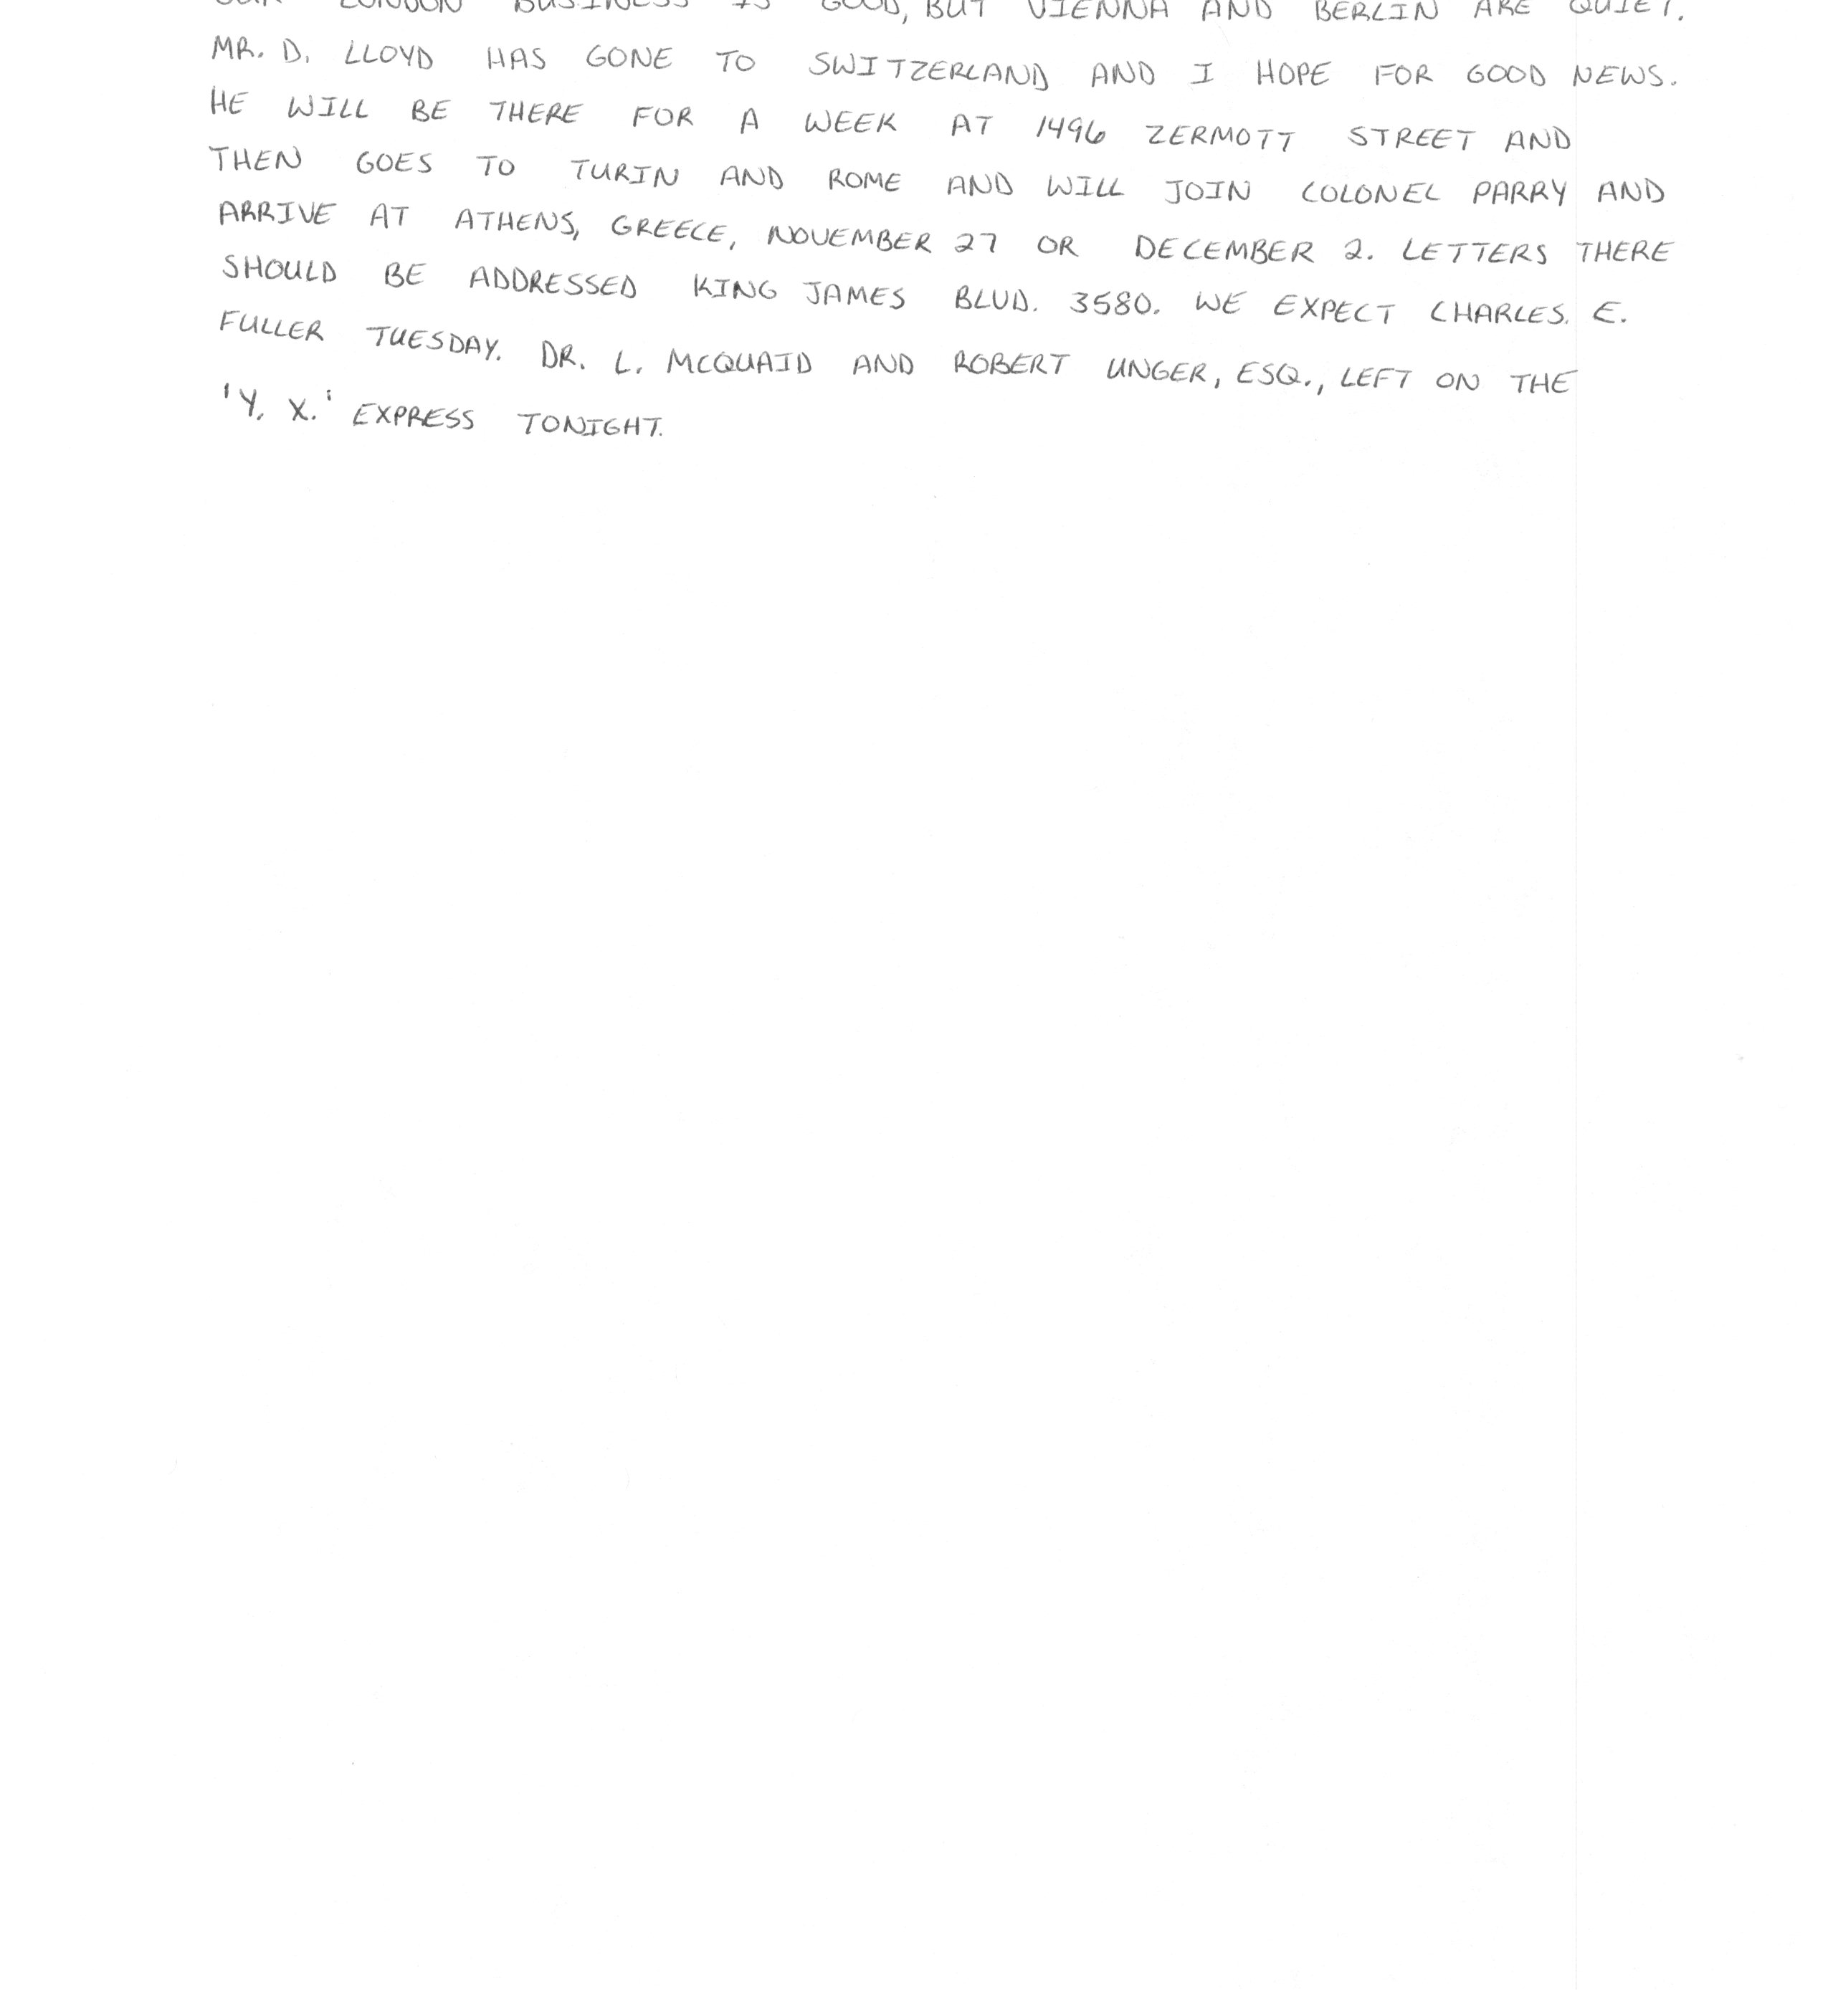 OUR LONDON BUSINESS IS GOOD, BUT VIENNA AND BERLIN ARE QUIET.
MR. D. LLOYD HAS GONE TO SWITZERLAND AND I HOPE FOR GOOD NEWS.
HE WILL BE THERE FOR A WEEK AT 1496 ZERMOTT STREET AND
THEN GOES TO TURIN AND ROME AND WILL JOIN COLONEL PARRY AND
ARRIVE AT ATHENS, GREECE, NOVEMBER 27 OR DECEMBER 2. LETTERS THERE
SHOULD BE ADDRESSED KING JAMES BLVD. 3580. WE EXPECT CHARLES. E.
FULLER TUESDAY. DR. L. MCQUAID AND ROBERT UNGER, ESQ., LEFT ON THE
'Y. X.' EXPRESS TONIGHT.